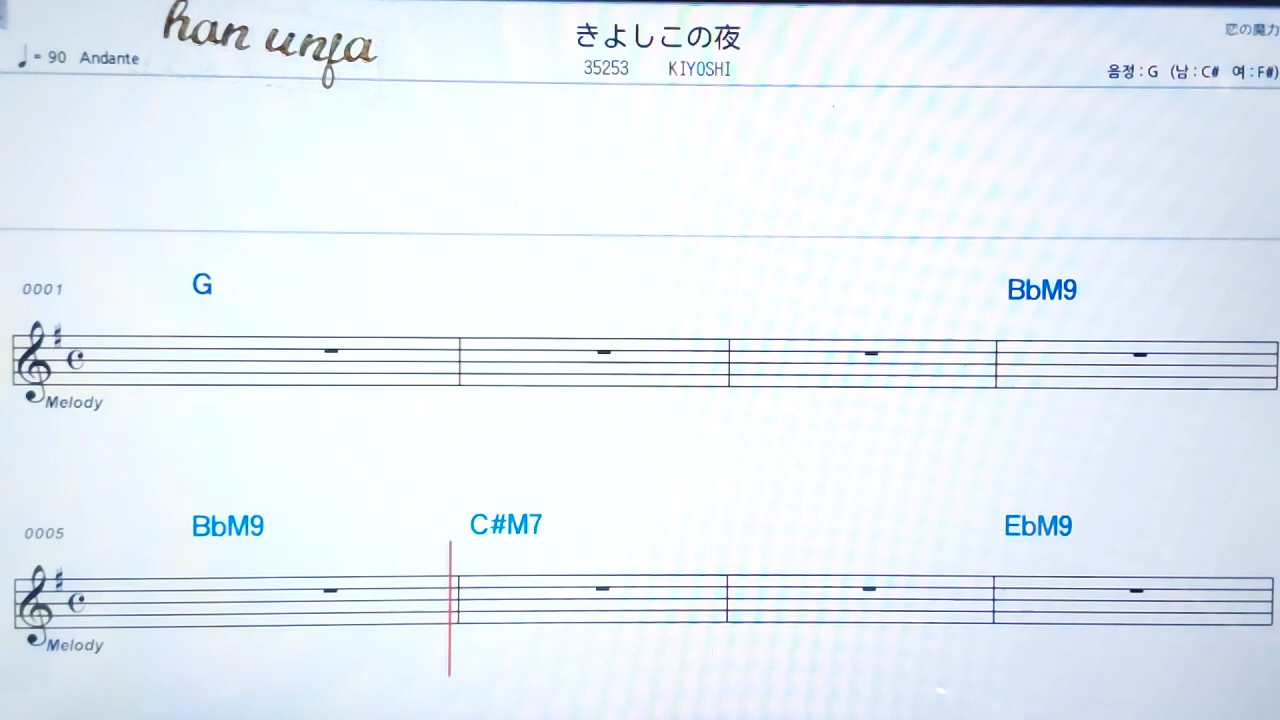 han unfa
きよしこの夜
恋の魔力
♩= 90 Andante
35253 KIYOSHI
음정 : G (남 : C# 여 : F#)
0001 G BbM9
Melody
0005 BbM9 C#M7 EbM9
Melody